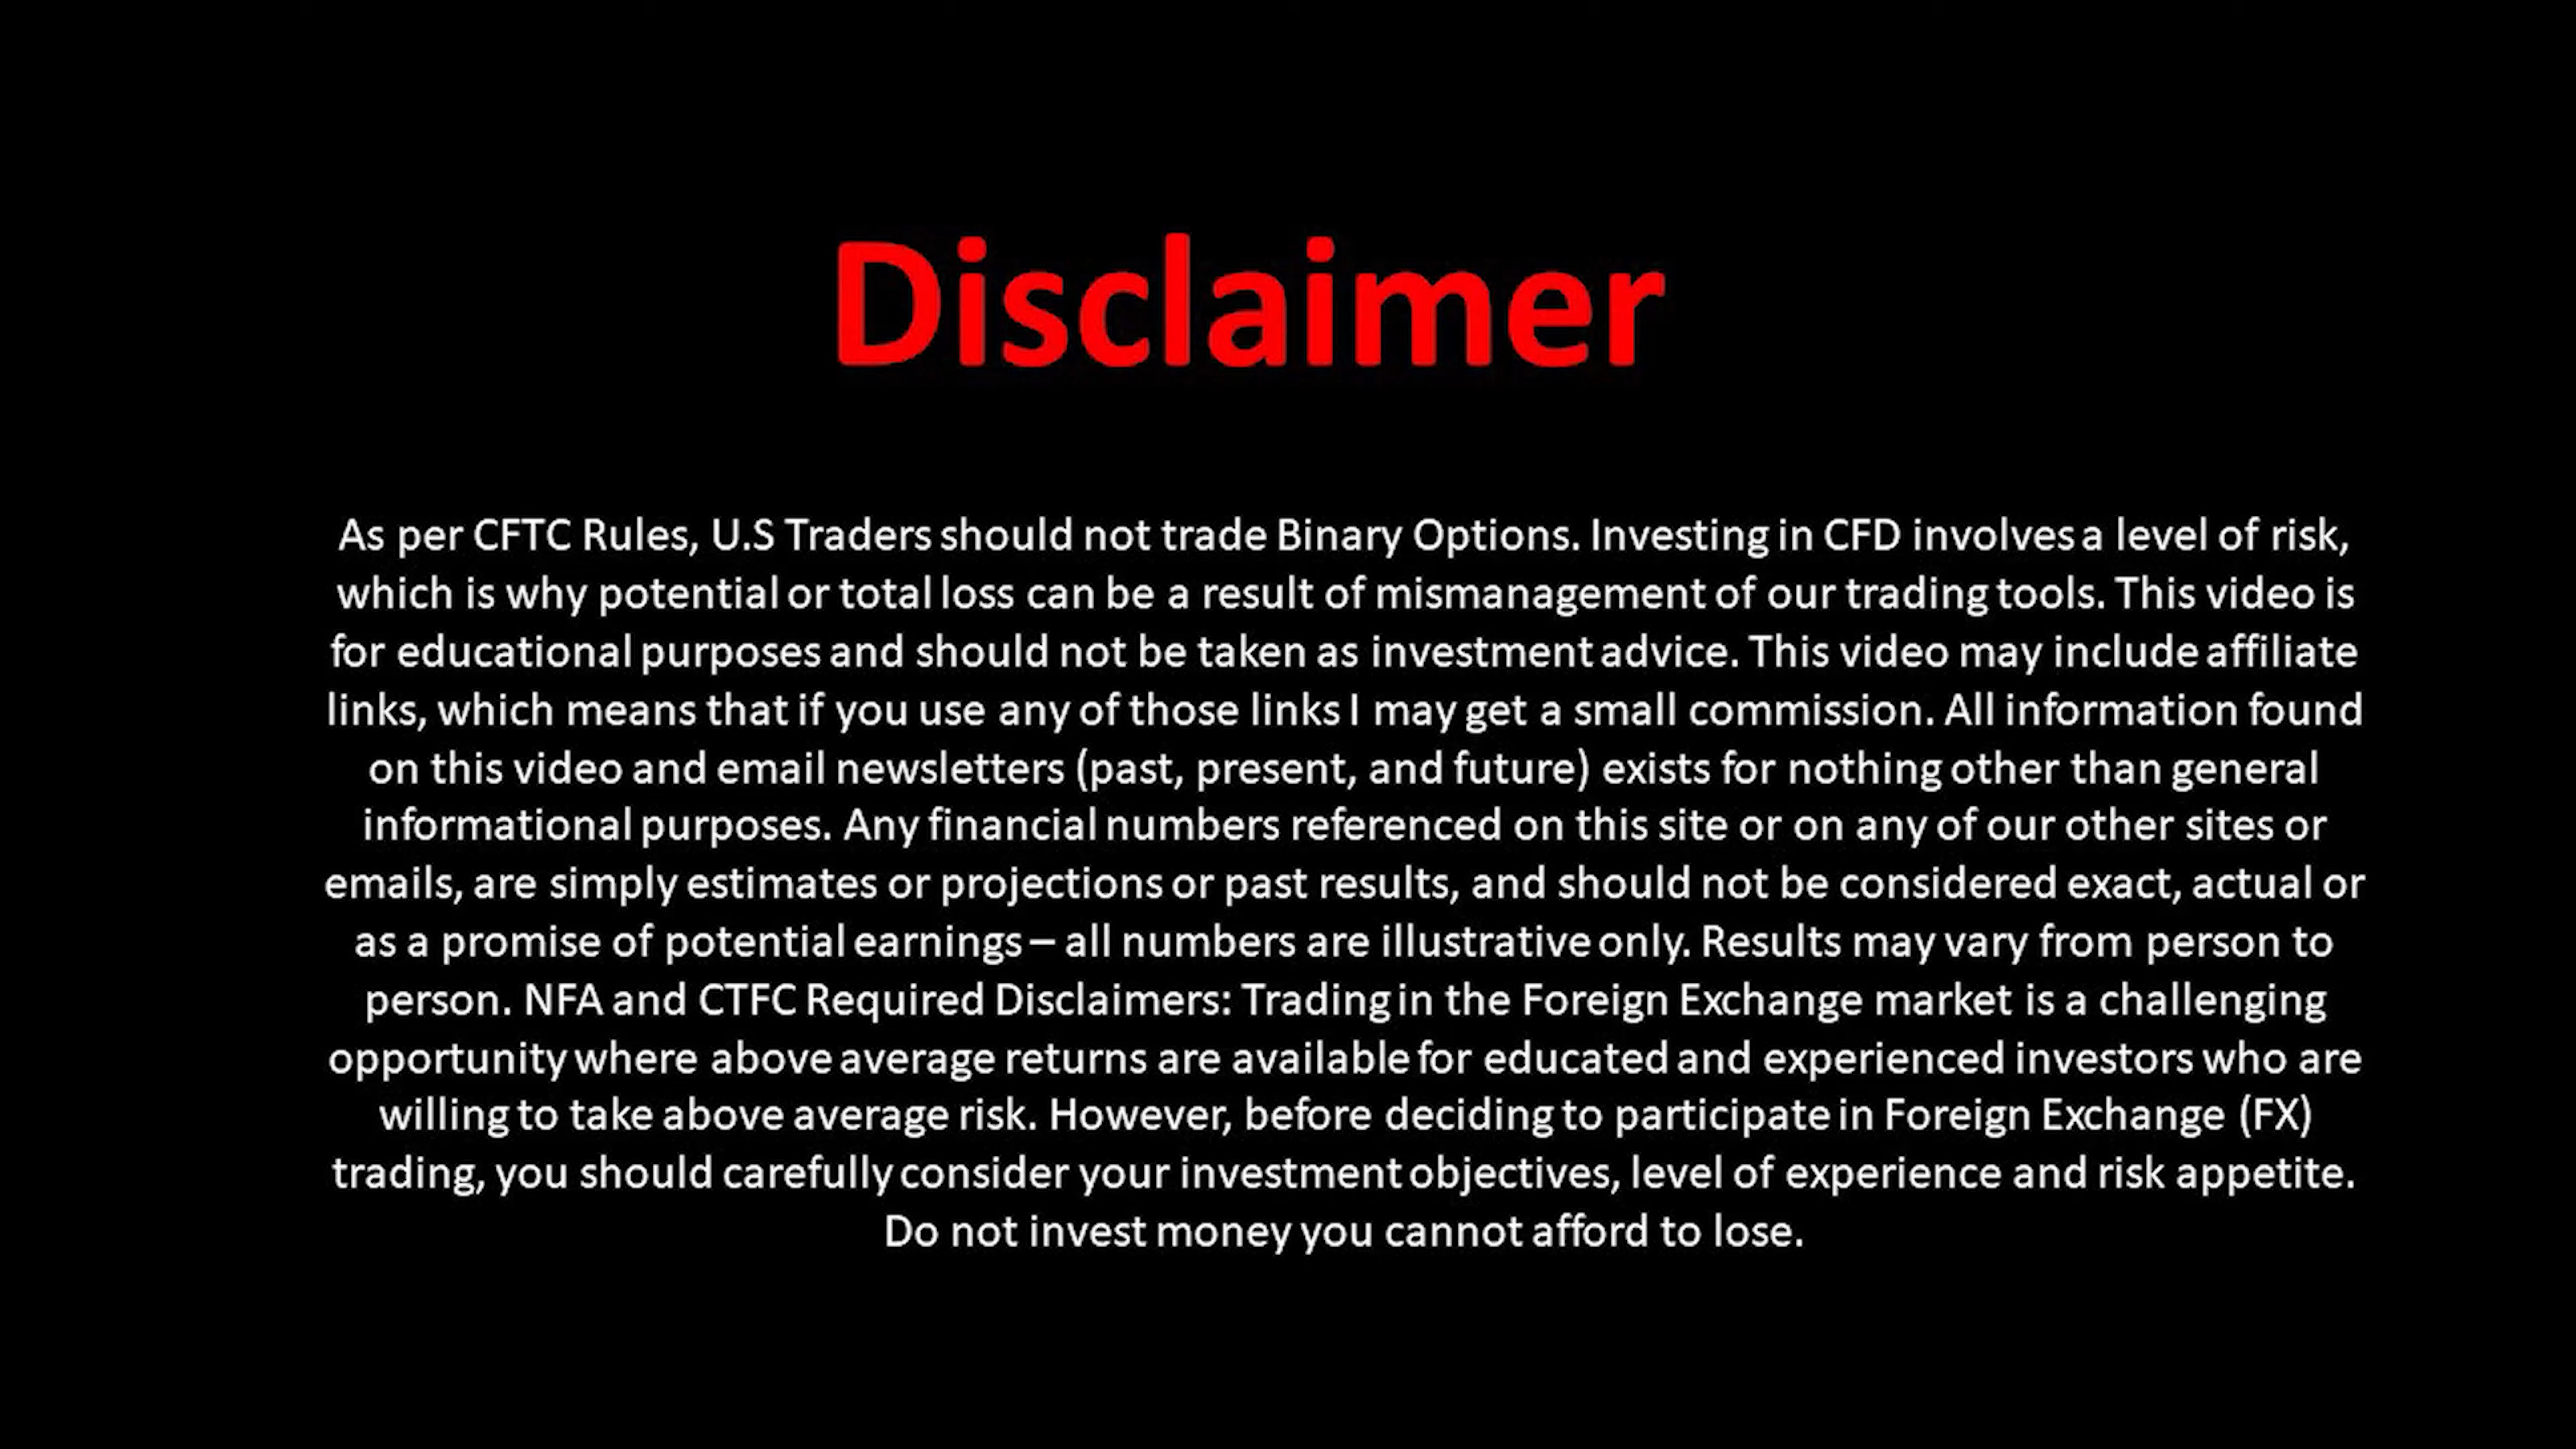 Disclaimer
As per CFTC Rules, U.S Traders should not trade Binary Options. Investing in CFD involves a level of risk,
which is why potential or total loss can be a result of mismanagement of our trading tools. This video is
for educational purposes and should not be taken as investment advice. This video may include affiliate
links, which means that if you use any of those links I may get a small commission. All information found
on this video and email newsletters (past, present, and future) exists for nothing other than general
informational purposes. Any financial numbers referenced on this site or on any of our other sites or
emails, are simply estimates or projections or past results, and should not be considered exact, actual or
as a promise of potential earnings – all numbers are illustrative only. Results may vary from person to
person. NFA and CTFC Required Disclaimers: Trading in the Foreign Exchange market is a challenging
opportunity where above average returns are available for educated and experienced investors who are
willing to take above average risk. However, before deciding to participate in Foreign Exchange (FX)
trading, you should carefully consider your investment objectives, level of experience and risk appetite.
Do not invest money you cannot afford to lose.